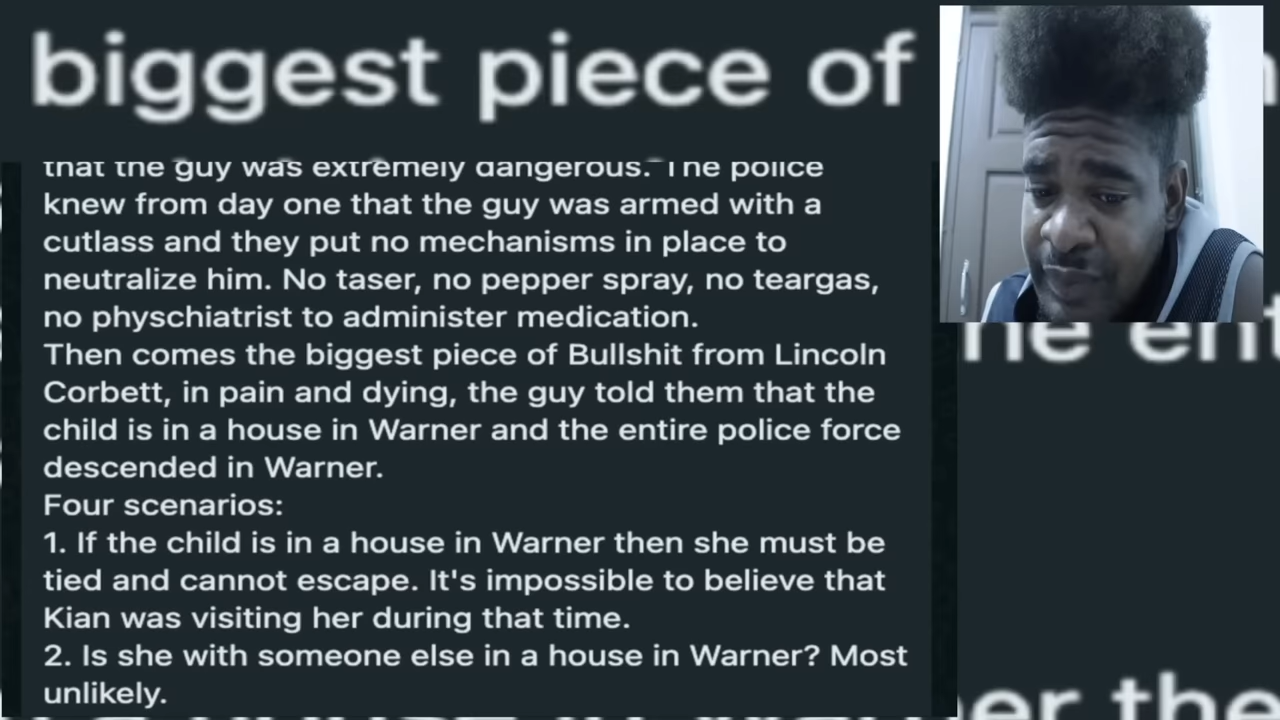 biggest piece of
that the guy was extremely dangerous. The police
knew from day one that the guy was armed with a
cutlass and they put no mechanisms in place to
neutralize him. No taser, no pepper spray, no teargas,
no physchiatrist to administer medication.
Then comes the biggest piece of Bullshit from Lincoln
Corbett, in pain and dying, the guy told them that the
child is in a house in Warner and the entire police force
descended in Warner.
Four scenarios:
1. If the child is in a house in Warner then she must be
tied and cannot escape. It's impossible to believe that
Kian was visiting her during that time.
2. Is she with someone else in a house in Warner? Most
unlikely.